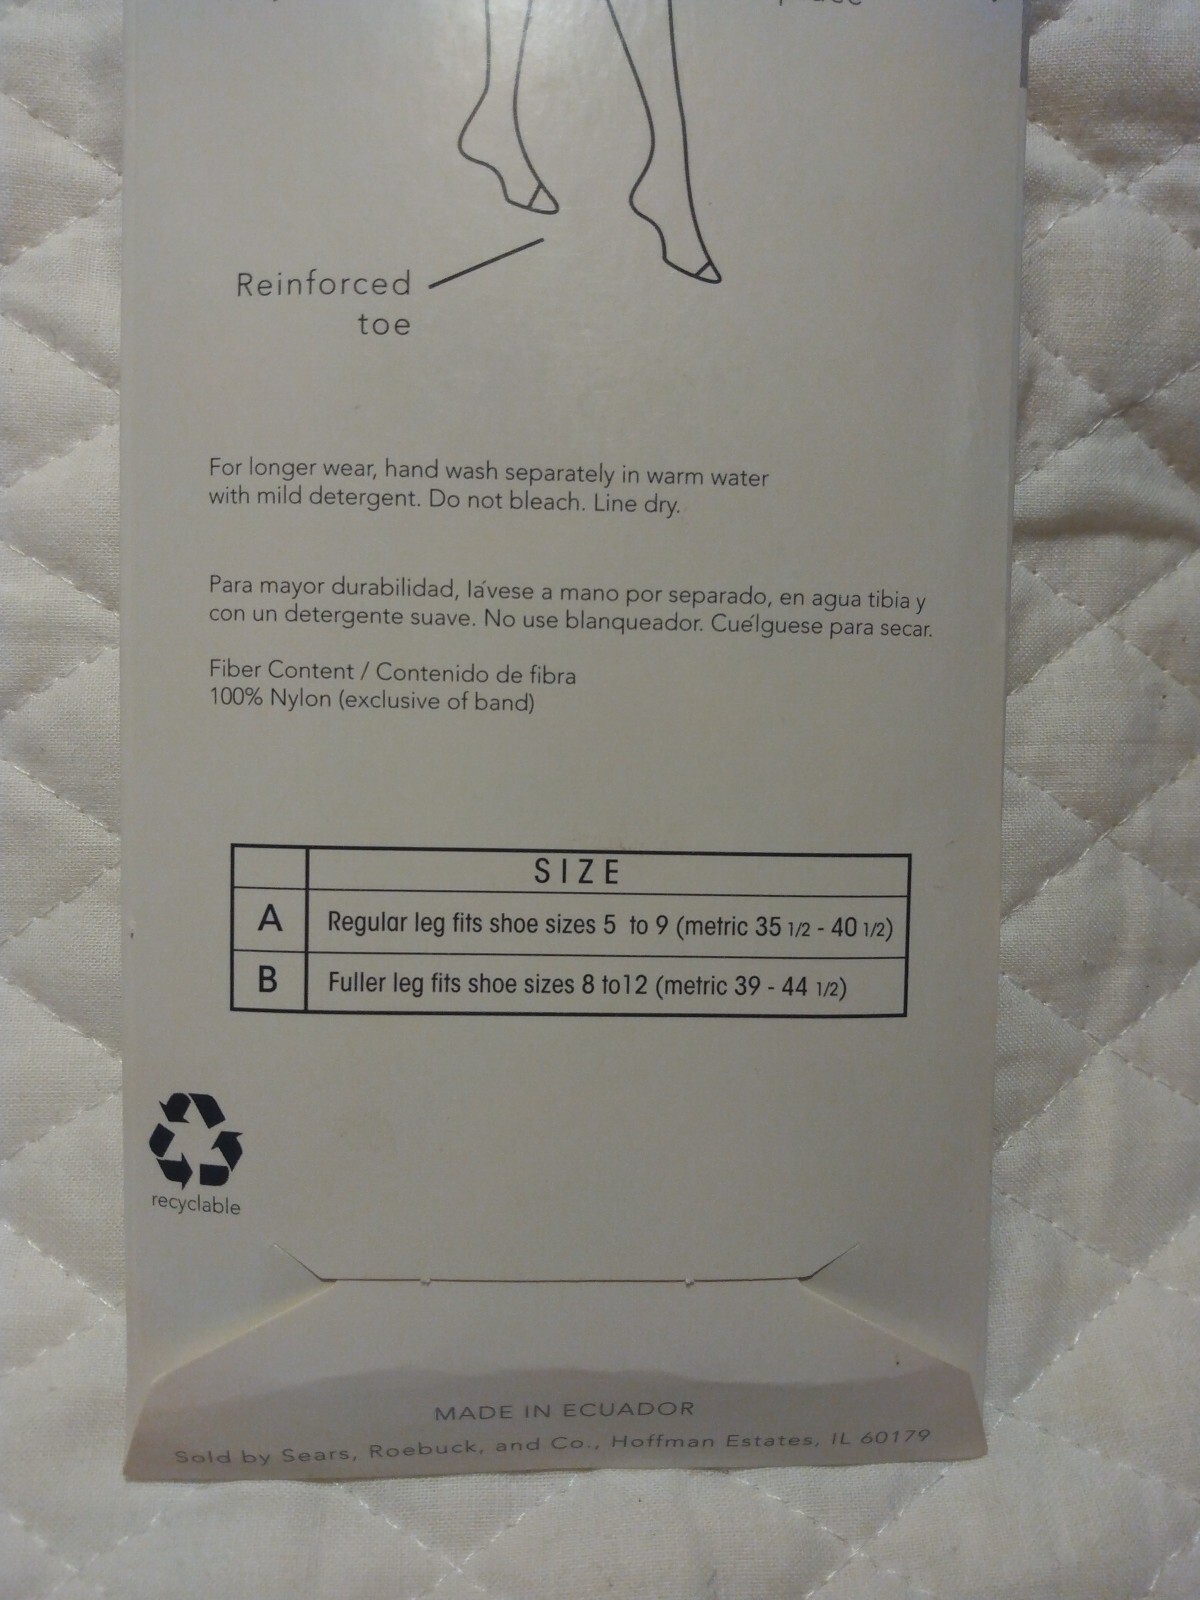 Reinforced
toe
For longer wear, hand wash separately in warm water
with mild detergent. Do not bleach. Line dry.
Para mayor durabilidad, lávese a mano por separado, en agua tibia y
con un detergente suave. No use blanqueador. Cuélguese para secar.
Fiber Content / Contenido de fibra
100% Nylon (exclusive of band)
SIZE
A Regular leg fits shoe sizes 5 to 9 (metric 35 1/2 - 40 1/2)
B Fuller leg fits shoe sizes 8 to12 (metric 39 - 44 1/2)
recyclable
MADE IN ECUADOR
Sold by Sears, Roebuck, and Co., Hoffman Estates, IL 60179